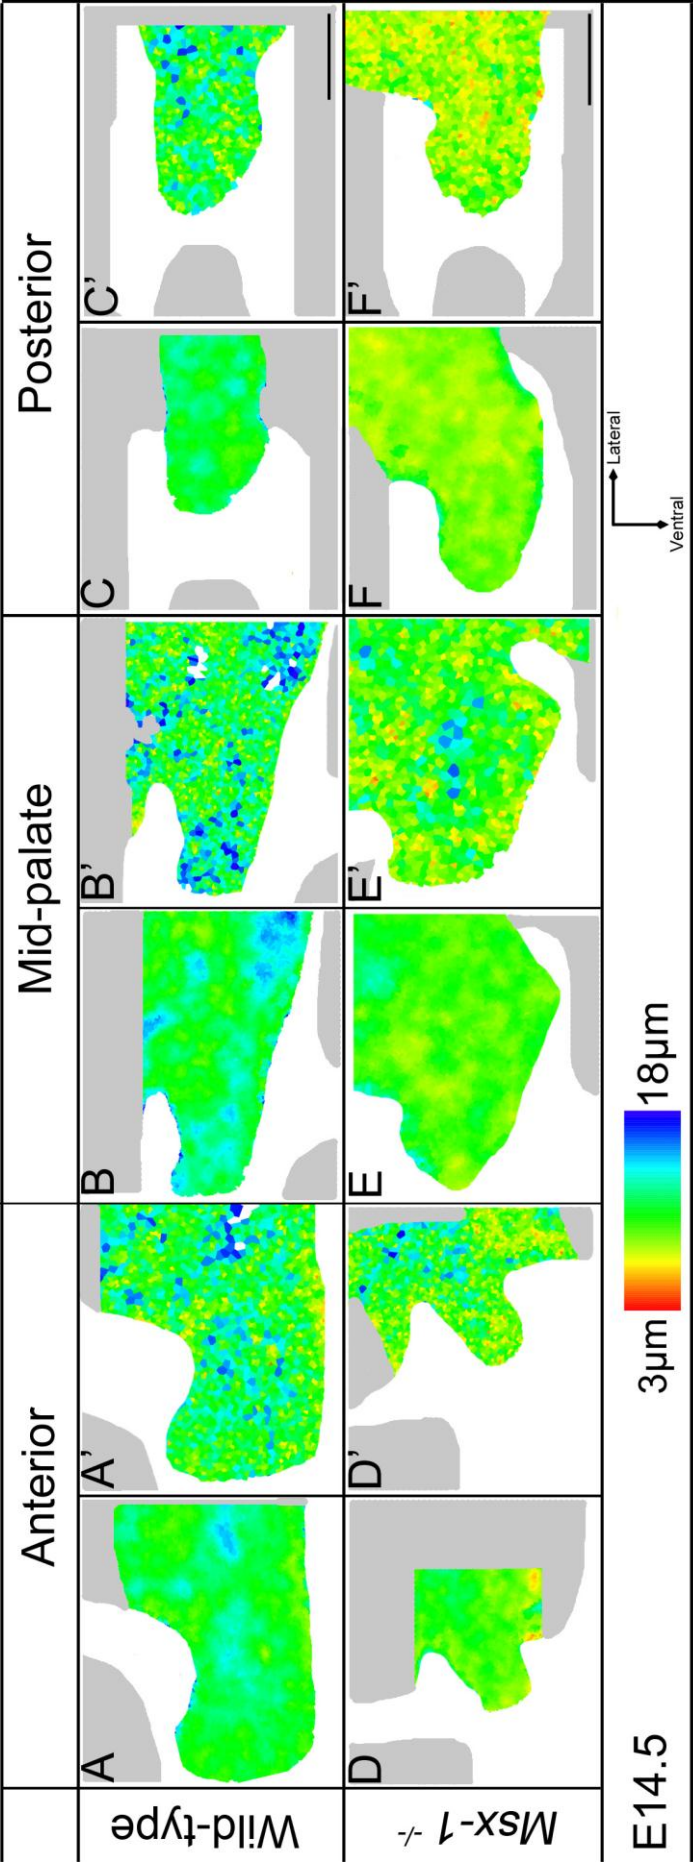 Anterior
Mid-palate
Posterior
Wild-type
A
A’
B
B’
C
C’
Msx-1 -/-
D
D’
E
E’
F
F’
E14.5
3µm
18µm
Lateral
Ventral